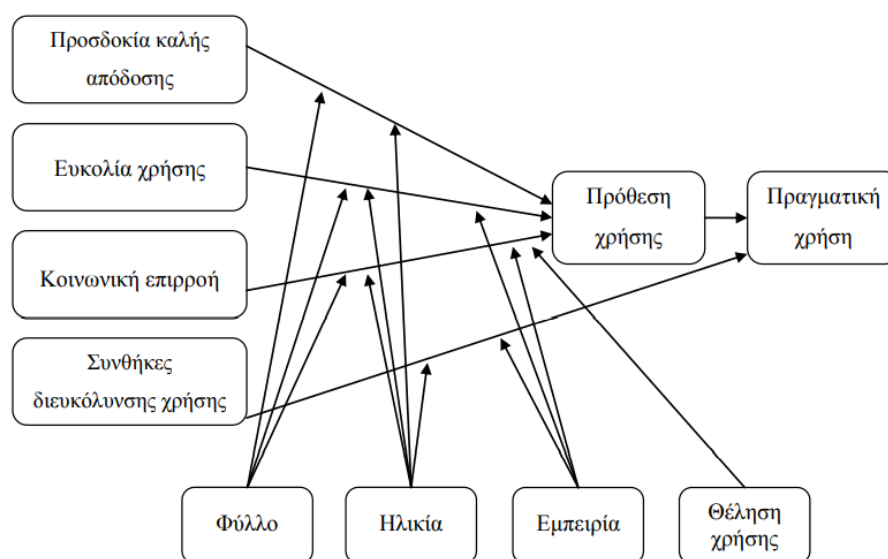 Προσδοκία καλής
απόδοσης
Ευκολία χρήσης
Κοινωνική επιρροή
Συνθήκες
διευκόλυνσης χρήσης
Πρόθεση
χρήσης
Πραγματική
χρήση
Φύλλο
Ηλικία
Εμπειρία
Θέληση
χρήσης